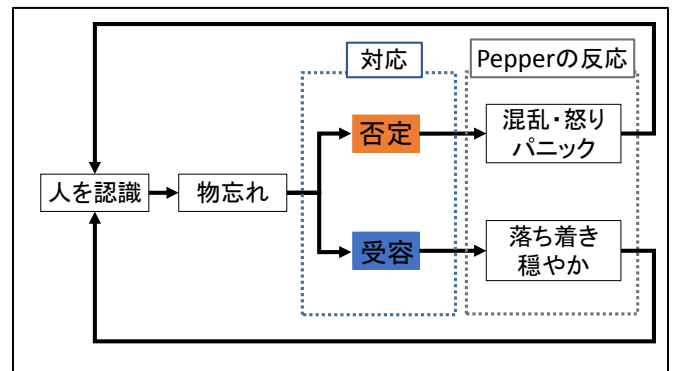 対応
Pepperの反応
人を認識
物忘れ
否定
混乱・怒り
パニック
受容
落ち着き
穏やか